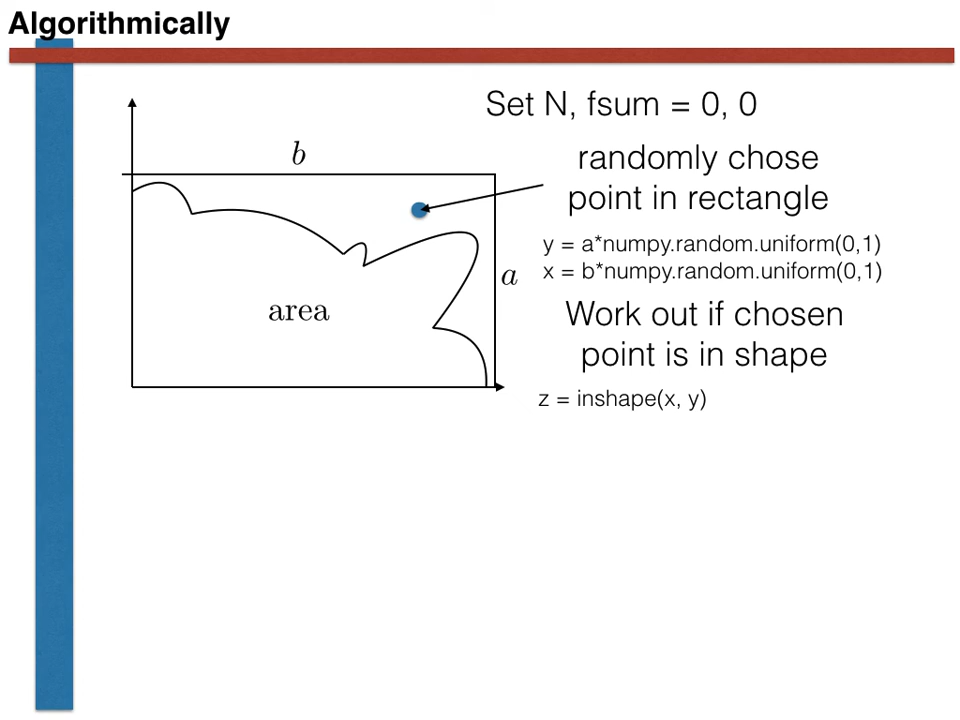 Algorithmically
Set N, fsum = 0, 0
b
randomly chose
point in rectangle
y = a*numpy.random.uniform(0,1)
x = b*numpy.random.uniform(0,1)
a
area
Work out if chosen
point is in shape
z = inshape(x, y)